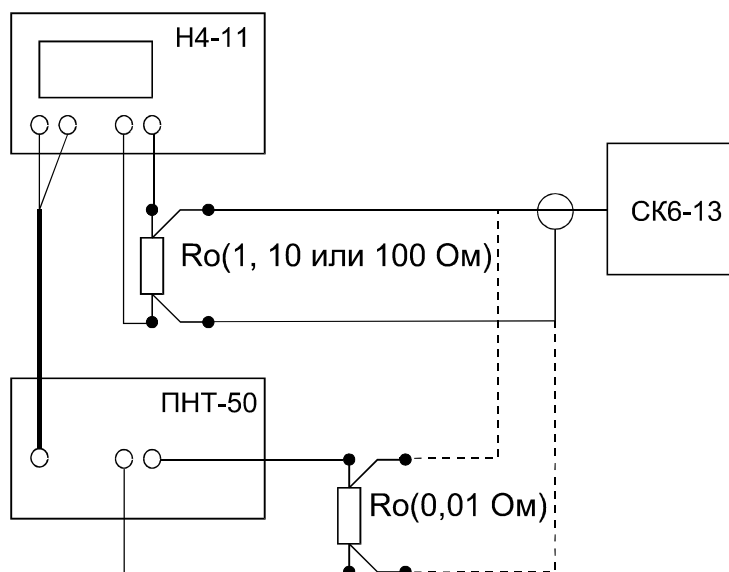 Н4-11
СК6-13
Ro(1, 10 или 100 Ом)
ПНТ-50
Ro(0,01 Ом)